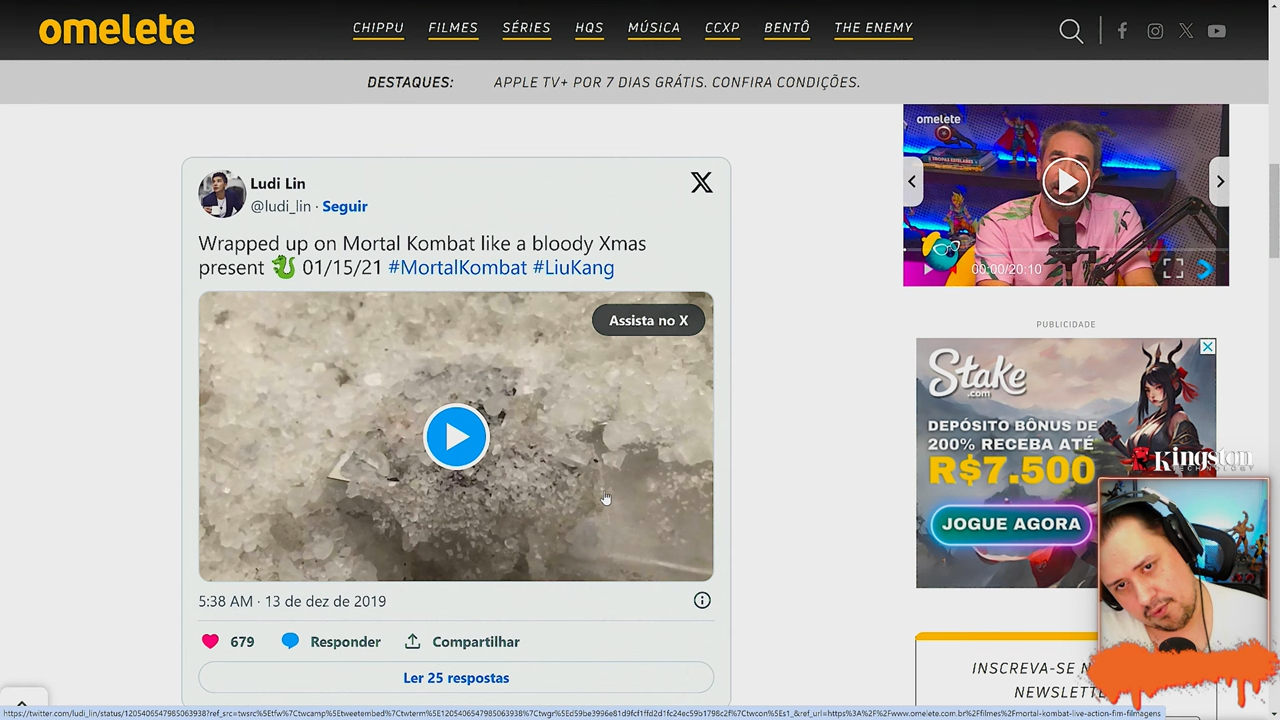 omelete
CHIPPU FILMES SÉRIES HQS MÚSICA CCXP BENTÔ THE ENEMY
DESTAQUES: APPLE TV+ POR 7 DIAS GRÁTIS. CONFIRA CONDIÇÕES.
Ludi Lin
@ludi_lin · Seguir
Wrapped up on Mortal Kombat like a bloody Xmas
present 🐉 01/15/21 #MortalKombat #LiuKang
Assista no X
5:38 AM · 13 de dez de 2019
679 Responder Compartilhar
Ler 25 respostas
omelete
00:00/20:10
PUBLICIDADE
Stake
.com
DEPÓSITO BÔNUS DE
200% RECEBA ATÉ
R$7.500
JOGUE AGORA
Kingston
TECHNOLOGY
INSCREVA-SE N
NEWSLETTE